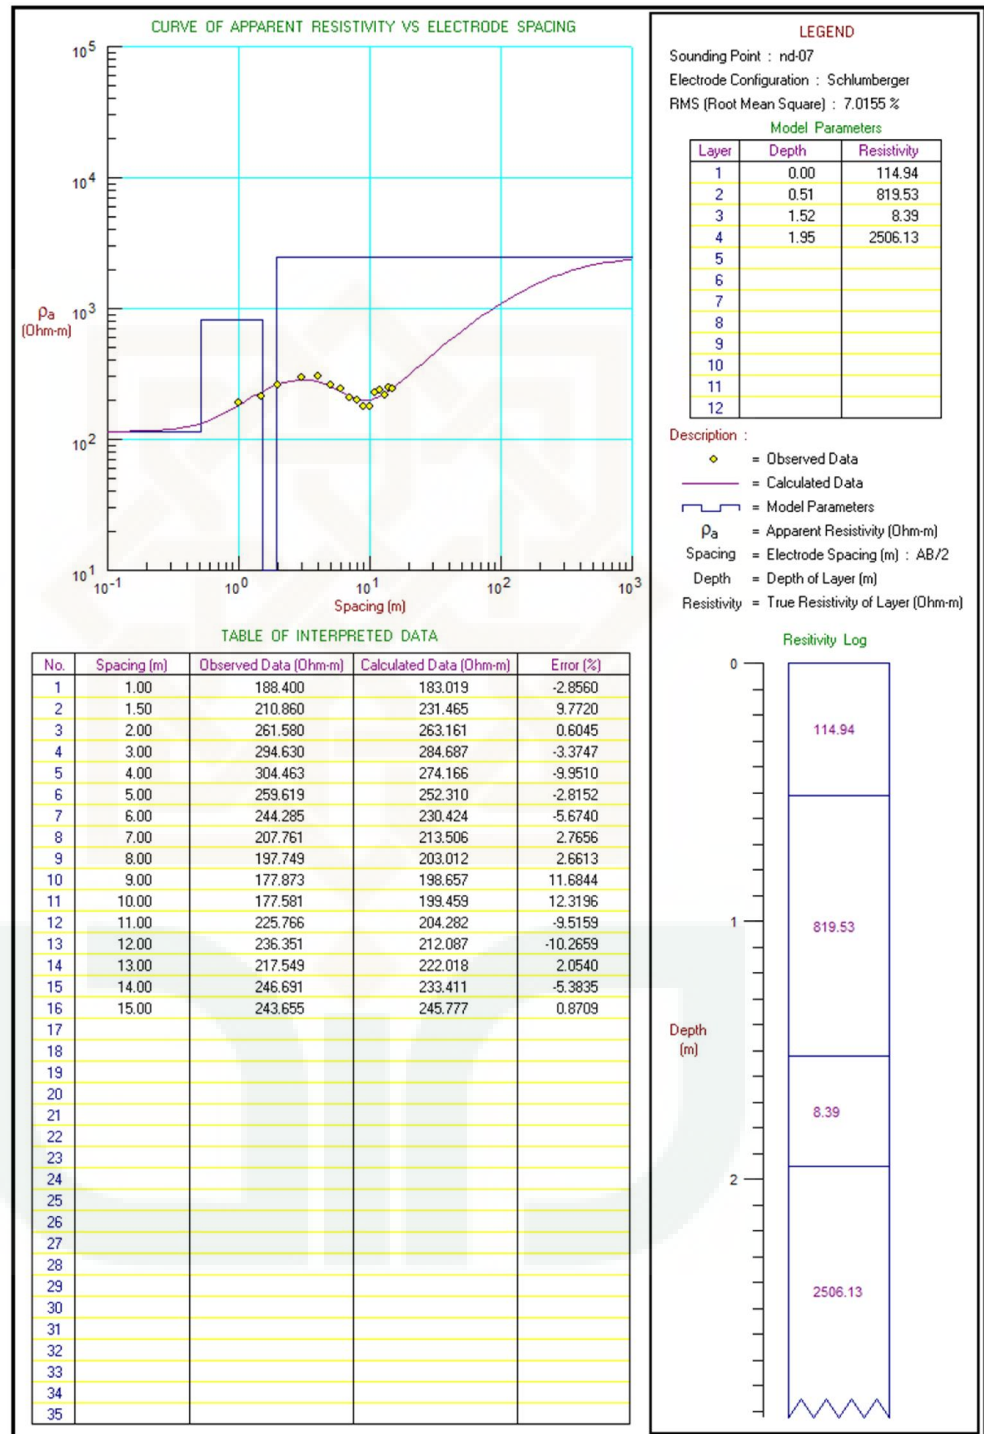 CURVE OF APPARENT RESISTIVITY VS ELECTRODE SPACING
10^5
10^4
10^3
10^2
10^1
ρa
(Ohm-m)
10^-1 10^0 10^1 10^2 10^3
Spacing (m)
TABLE OF INTERPRETED DATA
No. Spacing (m) Observed Data (Ohm-m) Calculated Data (Ohm-m) Error (%)
1 1.00 188.400 183.019 -2.8560
2 1.50 210.860 231.465 9.7720
3 2.00 261.580 263.161 0.6045
4 3.00 294.630 284.687 -3.3747
5 4.00 304.463 274.166 -9.9510
6 5.00 259.619 252.310 -2.8152
7 6.00 244.285 230.424 -5.6740
8 7.00 207.761 213.506 2.7656
9 8.00 197.749 203.012 2.6613
10 9.00 177.873 198.657 11.6844
11 10.00 177.581 199.459 12.3196
12 11.00 225.766 204.282 -9.5159
13 12.00 236.351 212.087 -10.2659
14 13.00 217.549 222.018 2.0540
15 14.00 246.691 233.411 -5.3835
16 15.00 243.655 245.777 0.8709
17
18
19
20
21
22
23
24
25
26
27
28
29
30
31
32
33
34
35
LEGEND
Sounding Point : nd-07
Electrode Configuration : Schlumberger
RMS (Root Mean Square) : 7.0155 %
Model Parameters
Layer Depth Resistivity
1 0.00 114.94
2 0.51 819.53
3 1.52 8.39
4 1.95 2506.13
5
6
7
8
9
10
11
12
Description :
= Observed Data
= Calculated Data
= Model Parameters
ρa = Apparent Resistivity (Ohm-m)
Spacing = Electrode Spacing (m) : AB/2
Depth = Depth of Layer (m)
Resistivity = True Resistivity of Layer (Ohm-m)
Resitivity Log
0
114.94
1
819.53
Depth
(m)
8.39
2
2506.13